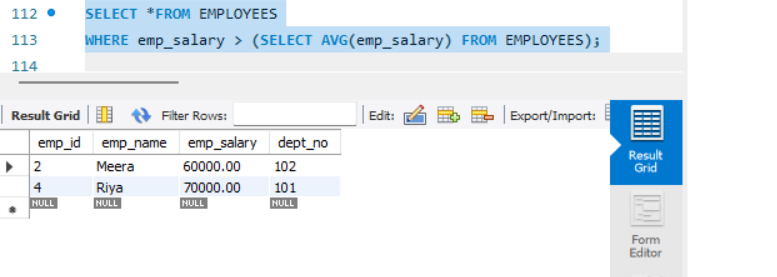 112 SELECT *FROM EMPLOYEES
113 WHERE emp_salary > (SELECT AVG(emp_salary) FROM EMPLOYEES);
114
Result Grid Filter Rows: Edit: Export/Import:
emp_id emp_name emp_salary dept_no
2 Meera 60000.00 102
4 Riya 70000.00 101
NULL NULL NULL NULL
Result
Grid
Form
Editor